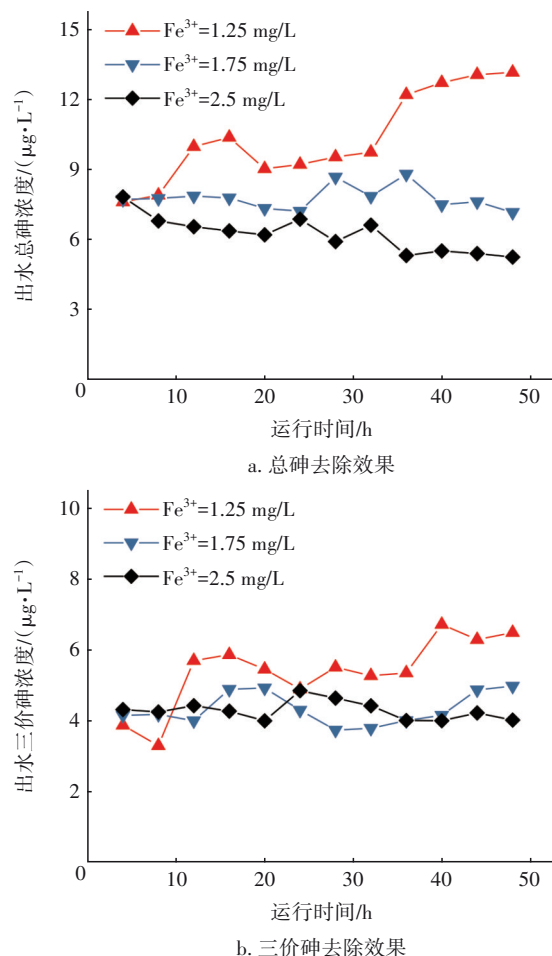 15
12
9
6
3
0
出水总砷浓度/(μg·L⁻¹)
Fe³⁺=1.25 mg/L
Fe³⁺=1.75 mg/L
Fe³⁺=2.5 mg/L
10 20 30 40 50
运行时间/h
a. 总砷去除效果
10
8
6
4
2
0
出水三价砷浓度/(μg·L⁻¹)
Fe³⁺=1.25 mg/L
Fe³⁺=1.75 mg/L
Fe³⁺=2.5 mg/L
10 20 30 40 50
运行时间/h
b. 三价砷去除效果